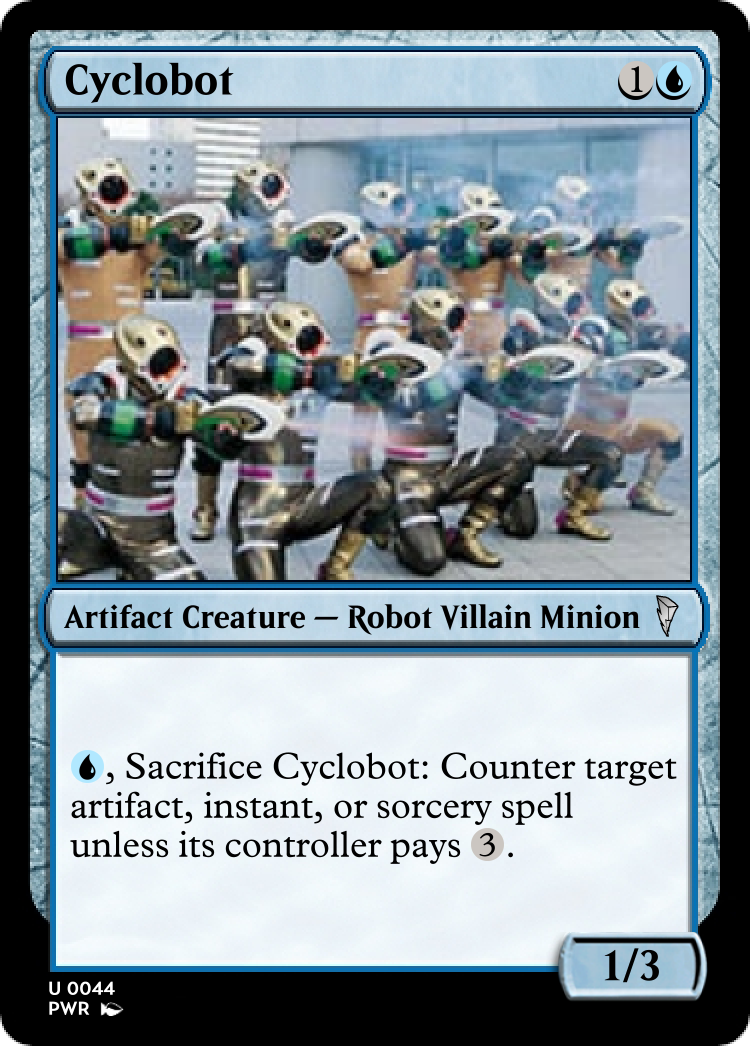 Cyclobot 1
Artifact Creature — Robot Villain Minion
, Sacrifice Cyclobot: Counter target
artifact, instant, or sorcery spell
unless its controller pays 3.
1/3
U 0044
PWR